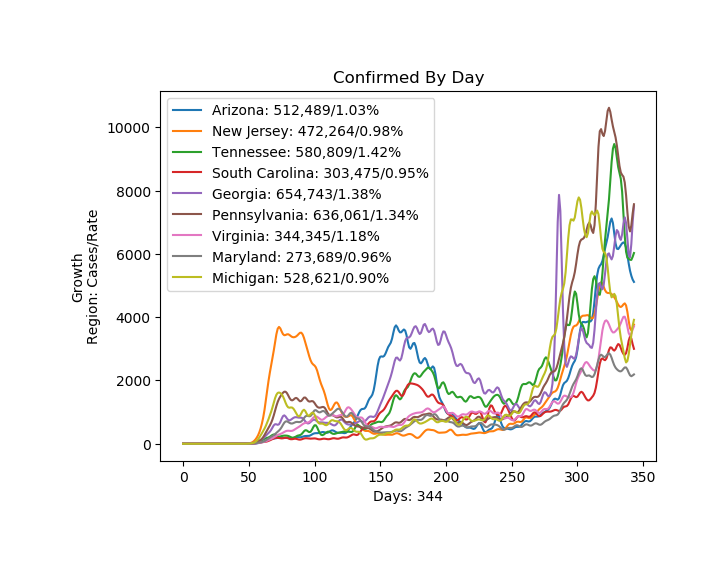 Confirmed By Day
Arizona: 512,489/1.03%
New Jersey: 472,264/0.98%
Tennessee: 580,809/1.42%
South Carolina: 303,475/0.95%
Georgia: 654,743/1.38%
Pennsylvania: 636,061/1.34%
Virginia: 344,345/1.18%
Maryland: 273,689/0.96%
Michigan: 528,621/0.90%
Growth
Region: Cases/Rate
10000
8000
6000
4000
2000
0
0 50 100 150 200 250 300 350
Days: 344